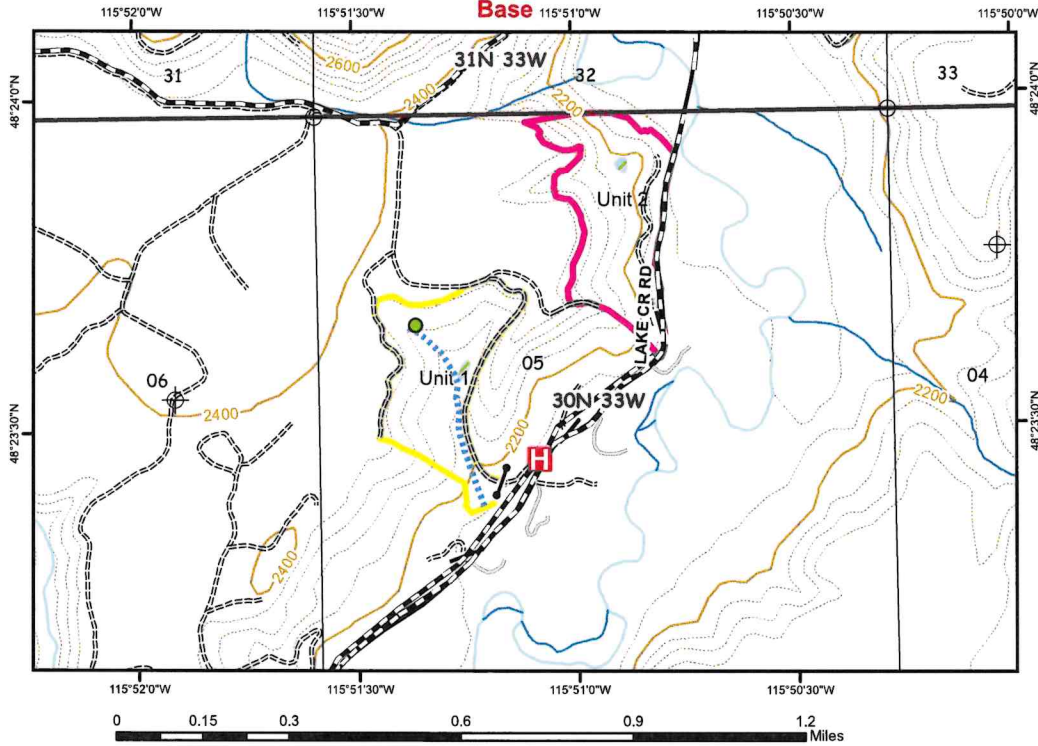 Base
115°52'0"W 115°51'30"W 115°51'0"W 115°50'30"W 115°50'0"W
48°24'0"N
48°24'0"N
31
2600
31N 33W
32
33
2400
2200
Unit 2
LAKE CR RD
05
Unit 1
06
04
2400
30N 33W
2200
2200
48°23'30"N
48°23'30"N
H
2400
115°52'0"W 115°51'30"W 115°51'0"W 115°50'30"W
0 0.15 0.3 0.6 0.9 1.2
Miles